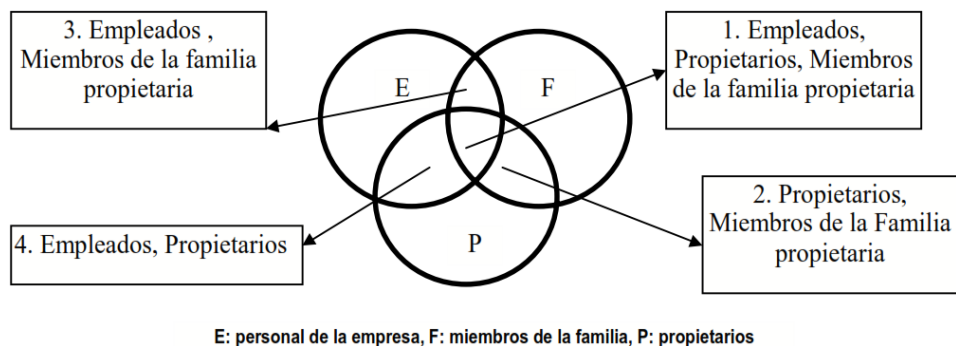 3. Empleados ,
Miembros de la familia
propietaria
1. Empleados,
Propietarios, Miembros
de la familia propietaria
E
F
4. Empleados, Propietarios
P
2. Propietarios,
Miembros de la Familia
propietaria
E: personal de la empresa, F: miembros de la familia, P: propietarios